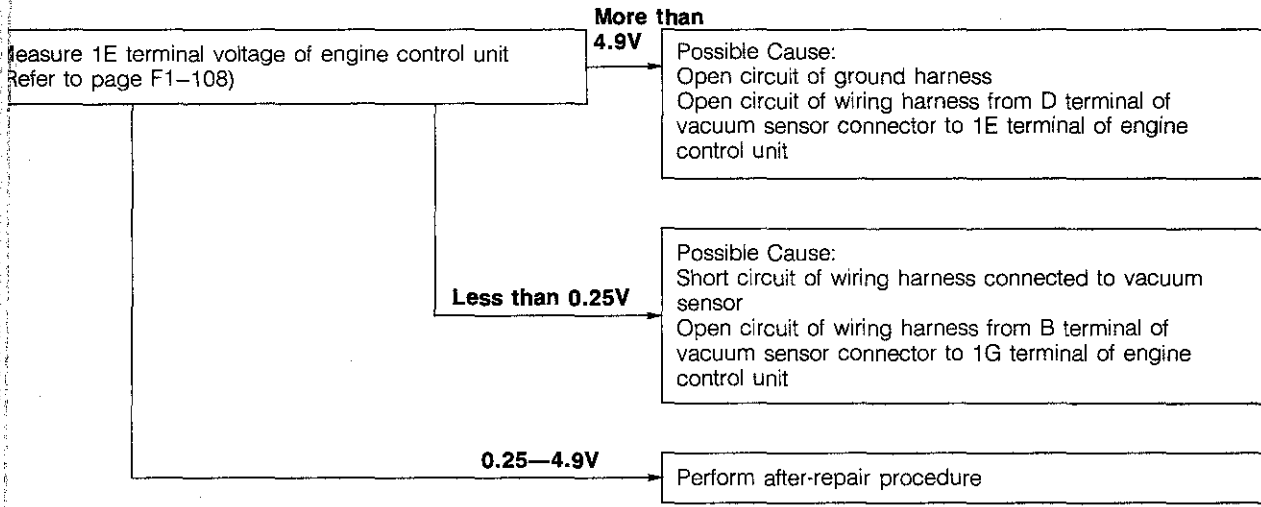 More than
4.9V
Measure 1E terminal voltage of engine control unit
Refer to page F1–108)
Possible Cause:
Open circuit of ground harness
Open circuit of wiring harness from D terminal of
vacuum sensor connector to 1E terminal of engine
control unit
Less than 0.25V
Possible Cause:
Short circuit of wiring harness connected to vacuum
sensor
Open circuit of wiring harness from B terminal of
vacuum sensor connector to 1G terminal of engine
control unit
0.25—4.9V
Perform after-repair procedure